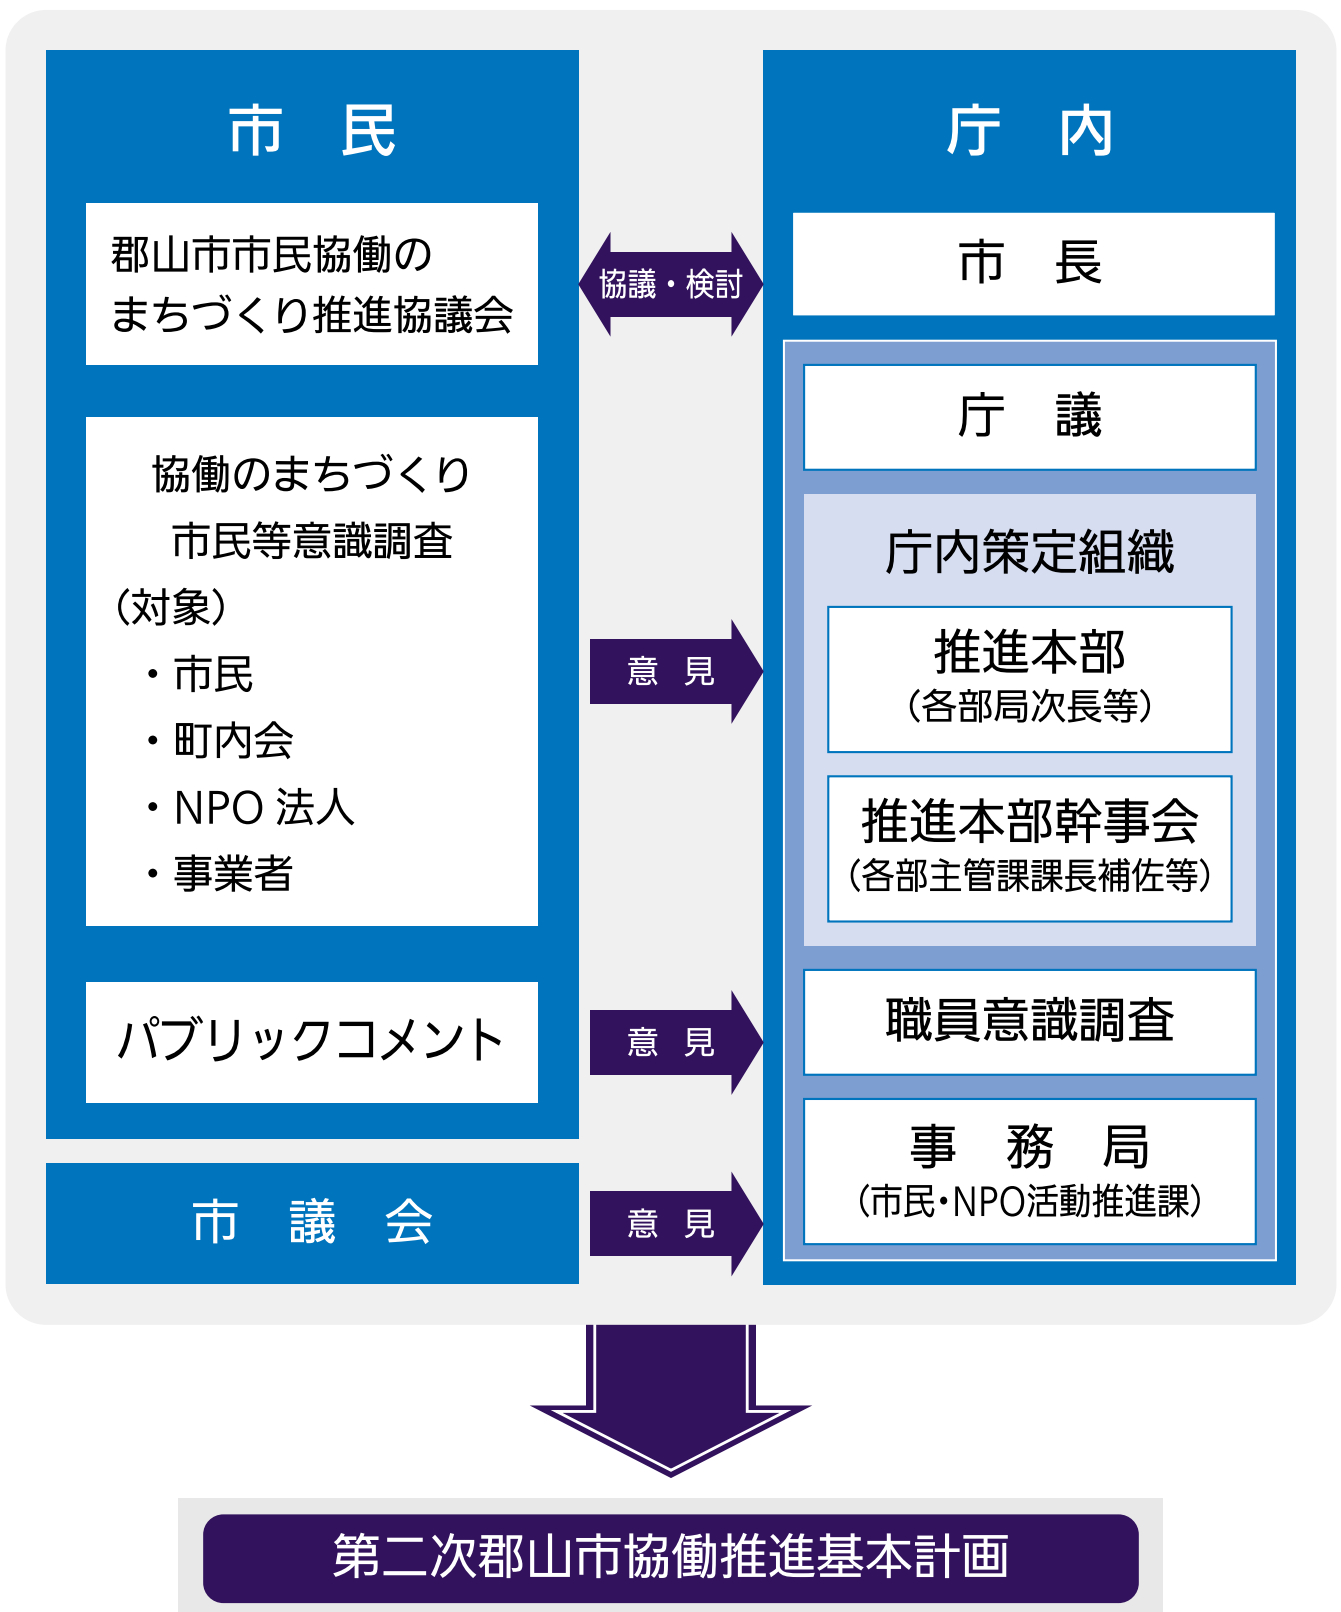 市　民
郡山市市民協働の
まちづくり推進協議会
協働のまちづくり
市民等意識調査
（対象）
・市民
・町内会
・NPO 法人
・事業者
パブリックコメント
市　議　会
協議・検討
意　見
意　見
意　見
庁　内
市　長
庁　議
庁内策定組織
推進本部
（各部局次長等）
推進本部幹事会
（各部主管課課長補佐等）
職員意識調査
事　務　局
（市民・NPO活動推進課）
第二次郡山市協働推進基本計画